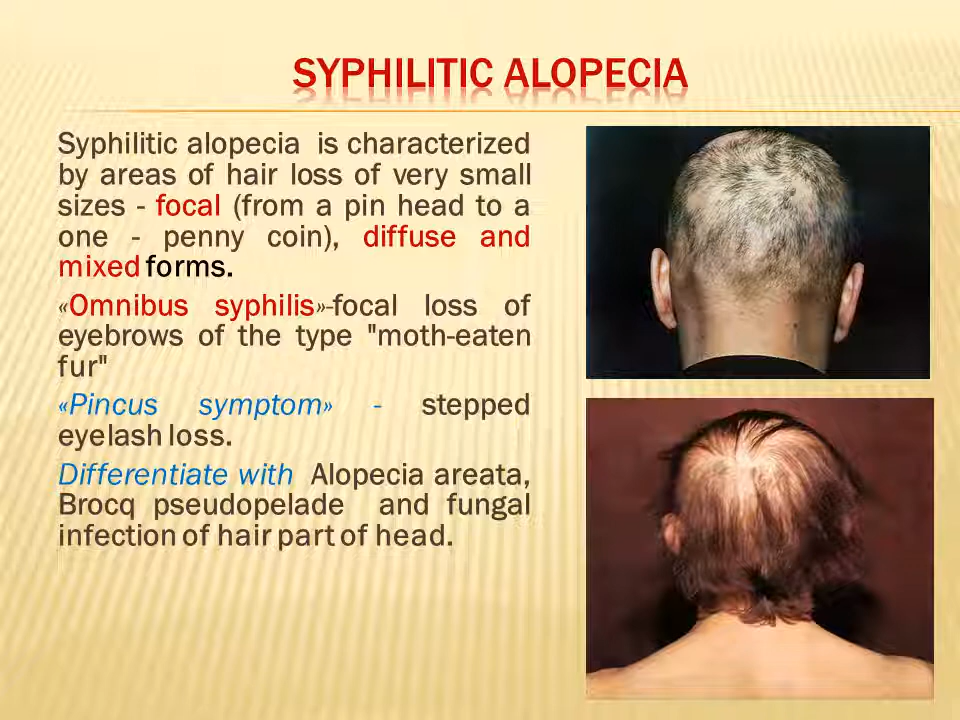 SYPHILITIC ALOPECIA
Syphilitic alopecia is characterized
by areas of hair loss of very small
sizes - focal (from a pin head to a
one - penny coin), diffuse and
mixed forms.
«Omnibus syphilis»-focal loss of
eyebrows of the type "moth-eaten
fur"
«Pincus symptom» - stepped
eyelash loss.
Differentiate with Alopecia areata,
Brocq pseudopelade and fungal
infection of hair part of head.